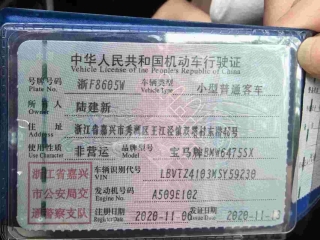 中华人民共和国机动车行驶证
Vehicle License of the People's Republic of China
号牌号码 浙F8605W 车辆类型 小型普通客车
Plate No. Vehicle Type
所有人 陆建新
Owner
住址 浙江省嘉兴市秀洲区王江泾镇
Address
使用性质 非营运 品牌型号 宝马牌BMW6475SX
Use Character Model
浙江省嘉兴 车辆识别代号 LBVTZ4103MSY59230
VIN
市公安局交 发动机号码 A509E102
Engine No.
通警察支队 注册日期 2020-11-06 发证日期 2020-11-13
Register Date Issue Date